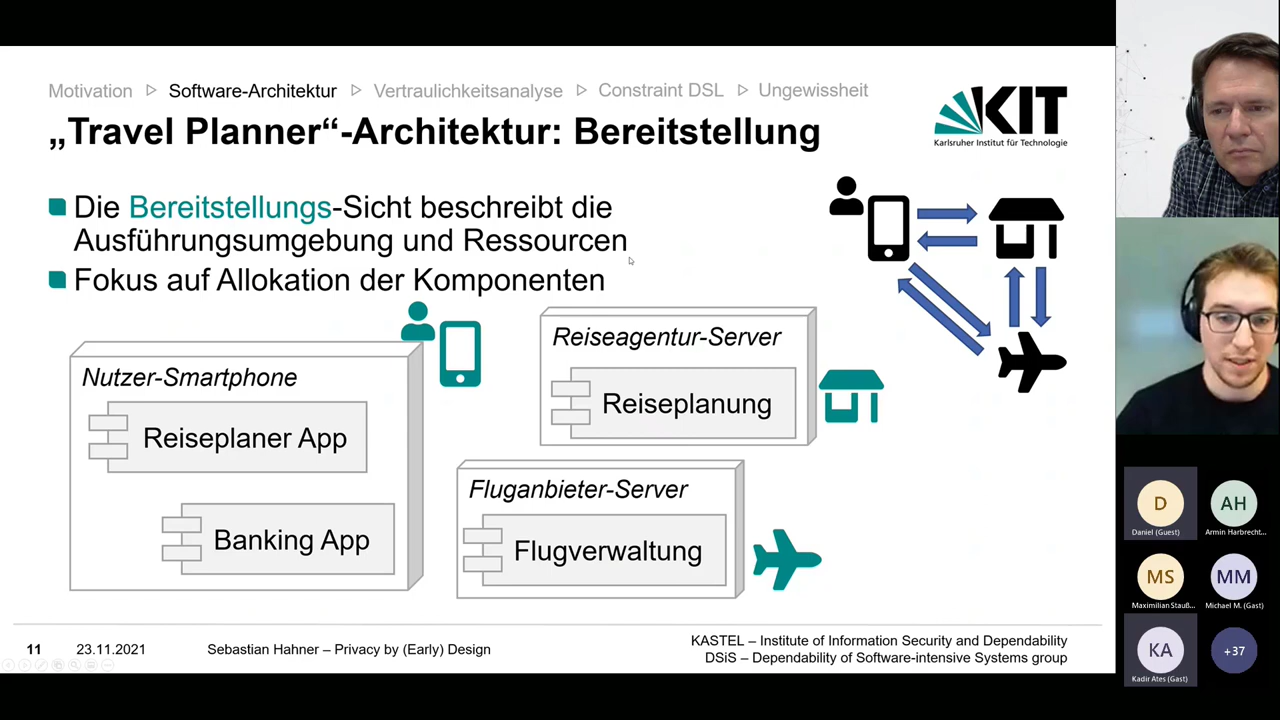 Motivation ▷ Software-Architektur ▷ Vertraulichkeitsanalyse ▷ Constraint DSL ▷ Ungewissheit
„Travel Planner“-Architektur: Bereitstellung
KIT
Karlsruher Institut für Technologie
Die Bereitstellungs-Sicht beschreibt die
Ausführungsumgebung und Ressourcen
Fokus auf Allokation der Komponenten
Nutzer-Smartphone
Reiseplaner App
Banking App
Reiseagentur-Server
Reiseplanung
Fluganbieter-Server
Flugverwaltung
11 23.11.2021 Sebastian Hahner – Privacy by (Early) Design
KASTEL – Institute of Information Security and Dependability
DSiS – Dependability of Software-intensive Systems group
D
Daniel (Guest)
AH
Armin Harbrecht...
MS
Maximilian Stauß...
MM
Michael M. (Gast)
KA
Kadir Ates (Gast)
+37